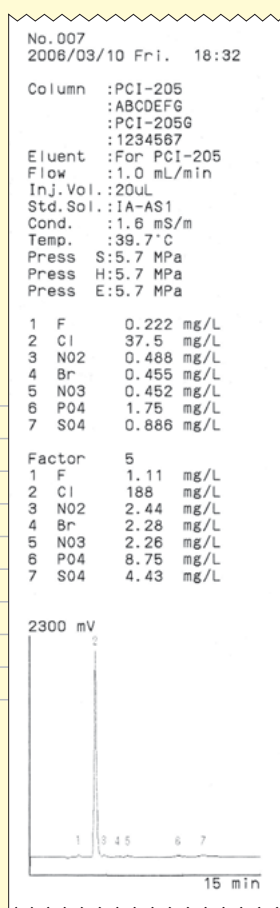 No.007
2006/03/10 Fri. 18:32
Column :PCI-205
:ABCDEFG
:PCI-205G
:1234567
Eluent :For PCI-205
Flow :1.0 mL/min
Inj.Vol.:20uL
Std.Sol.:IA-AS1
Cond. :1.6 mS/m
Temp. :39.7°C
Press S:5.7 MPa
Press H:5.7 MPa
Press E:5.7 MPa
1 F 0.222 mg/L
2 Cl 37.5 mg/L
3 NO2 0.488 mg/L
4 Br 0.455 mg/L
5 NO3 0.452 mg/L
6 PO4 1.75 mg/L
7 SO4 0.886 mg/L
Factor 5
1 F 1.11 mg/L
2 Cl 188 mg/L
3 NO2 2.44 mg/L
4 Br 2.28 mg/L
5 NO3 2.26 mg/L
6 PO4 8.75 mg/L
7 SO4 4.43 mg/L
2300 mV
2
1 3 4 5 6 7
15 min